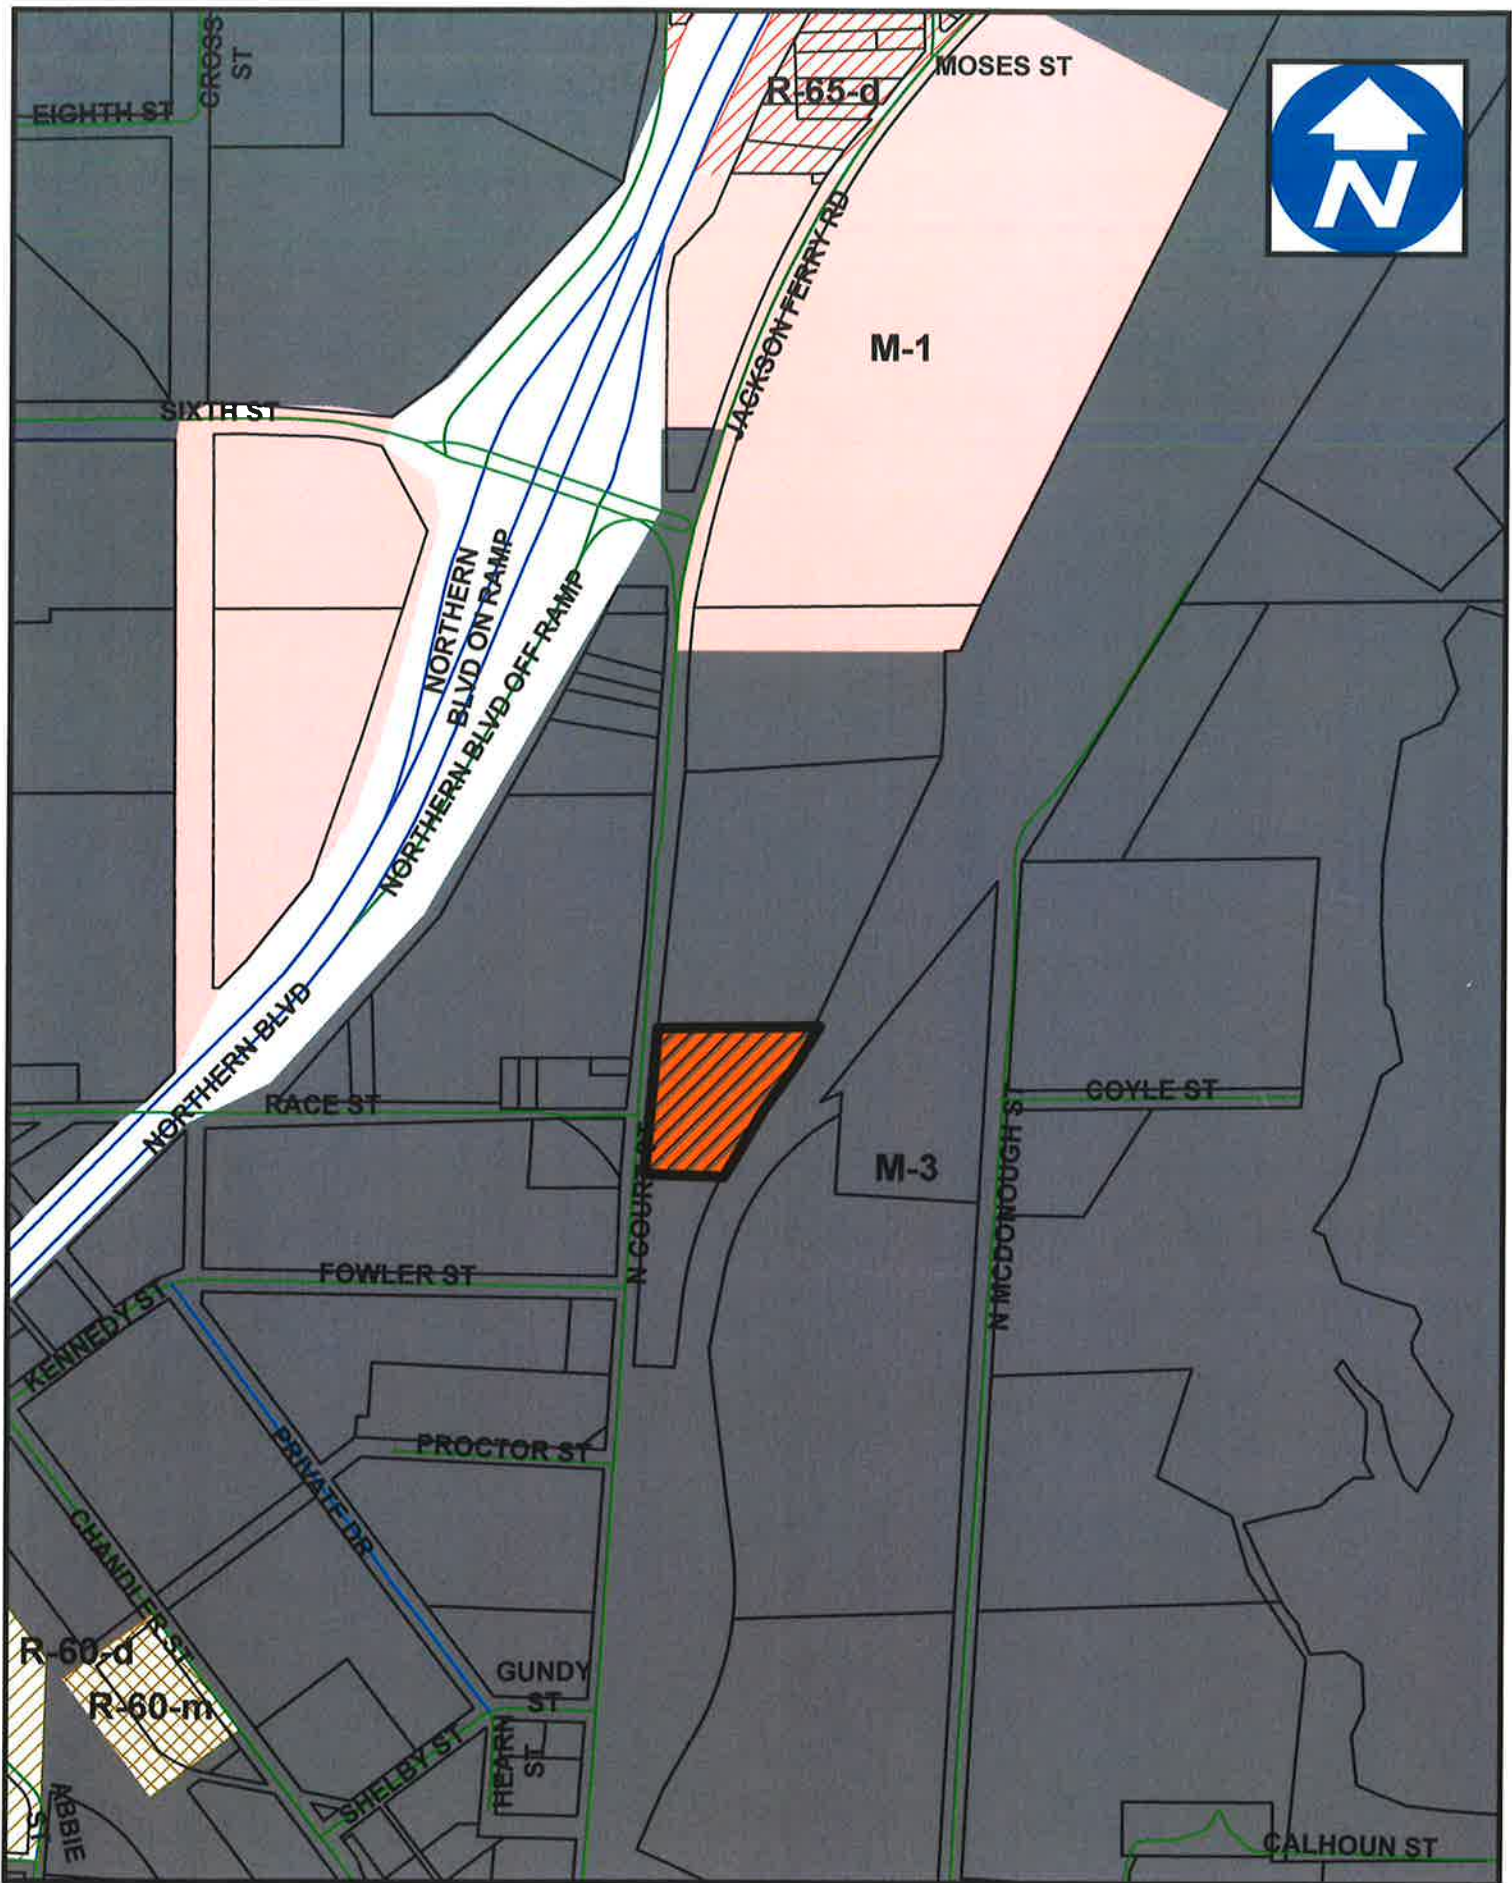 CROSS
ST
EIGHTH ST
MOSES ST
R-65-d
N
JACKSON FERRY RD
M-1
SIXTH ST
NORTHERN
BLVD ON RAMP
NORTHERN BLVD OFF RAMP
NORTHERN BLVD
RACE ST
COYLE ST
M-3
N COURT ST
N MCDONOUGH ST
FOWLER ST
KENNEDY ST
PROCTOR ST
PRIVATE DR
CHANDLER ST
R-60-d
R-60-m
GUNDY
ST
HEARN
ST
SHELBY ST
ABBIE
ST
CALHOUN ST